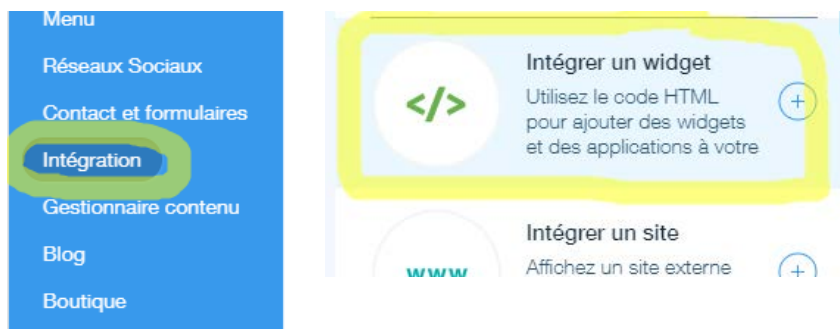 Menu
Réseaux Sociaux
Contact et formulaires
Intégration
Gestionnaire contenu
Blog
Boutique
Intégrer un widget
</>
Utilisez le code HTML
pour ajouter des widgets
et des applications à votre
+
Intégrer un site
www
Affichez un site externe
+